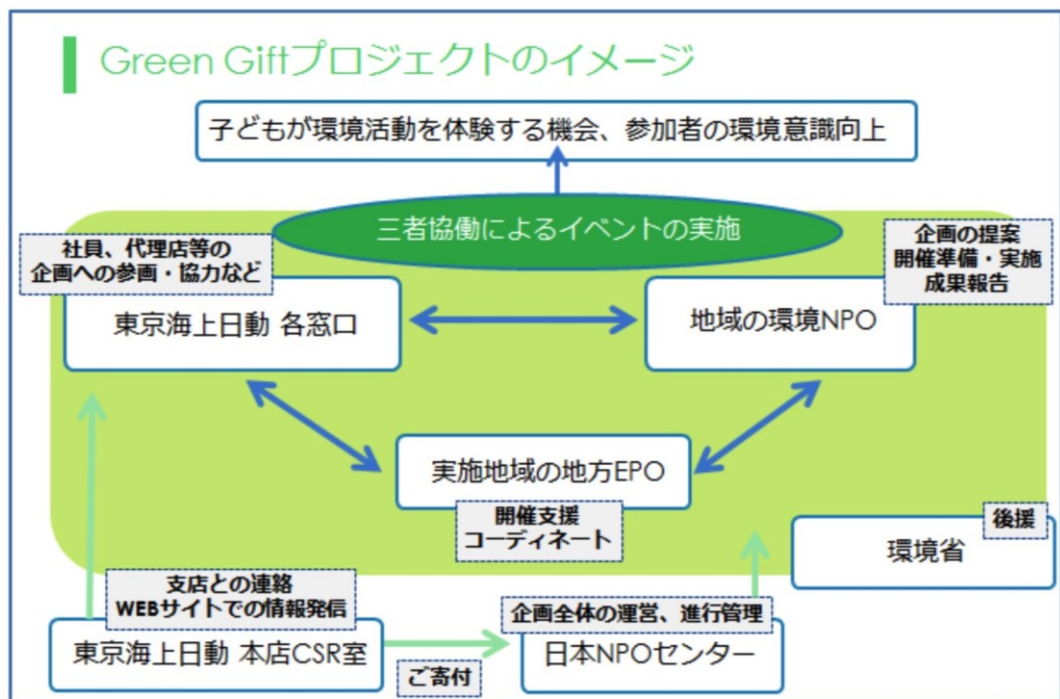 Green Giftプロジェクトのイメージ
子どもが環境活動を体験する機会、参加者の環境意識向上
三者協働によるイベントの実施
社員、代理店等の
企画への参画・協力など
東京海上日動 各窓口
企画の提案
開催準備・実施
成果報告
地域の環境NPO
実施地域の地方EPO
開催支援
コーディネート
後援
環境省
支店との連絡
WEBサイトでの情報発信
東京海上日動 本店CSR室
ご寄付
企画全体の運営、進行管理
日本NPOセンター